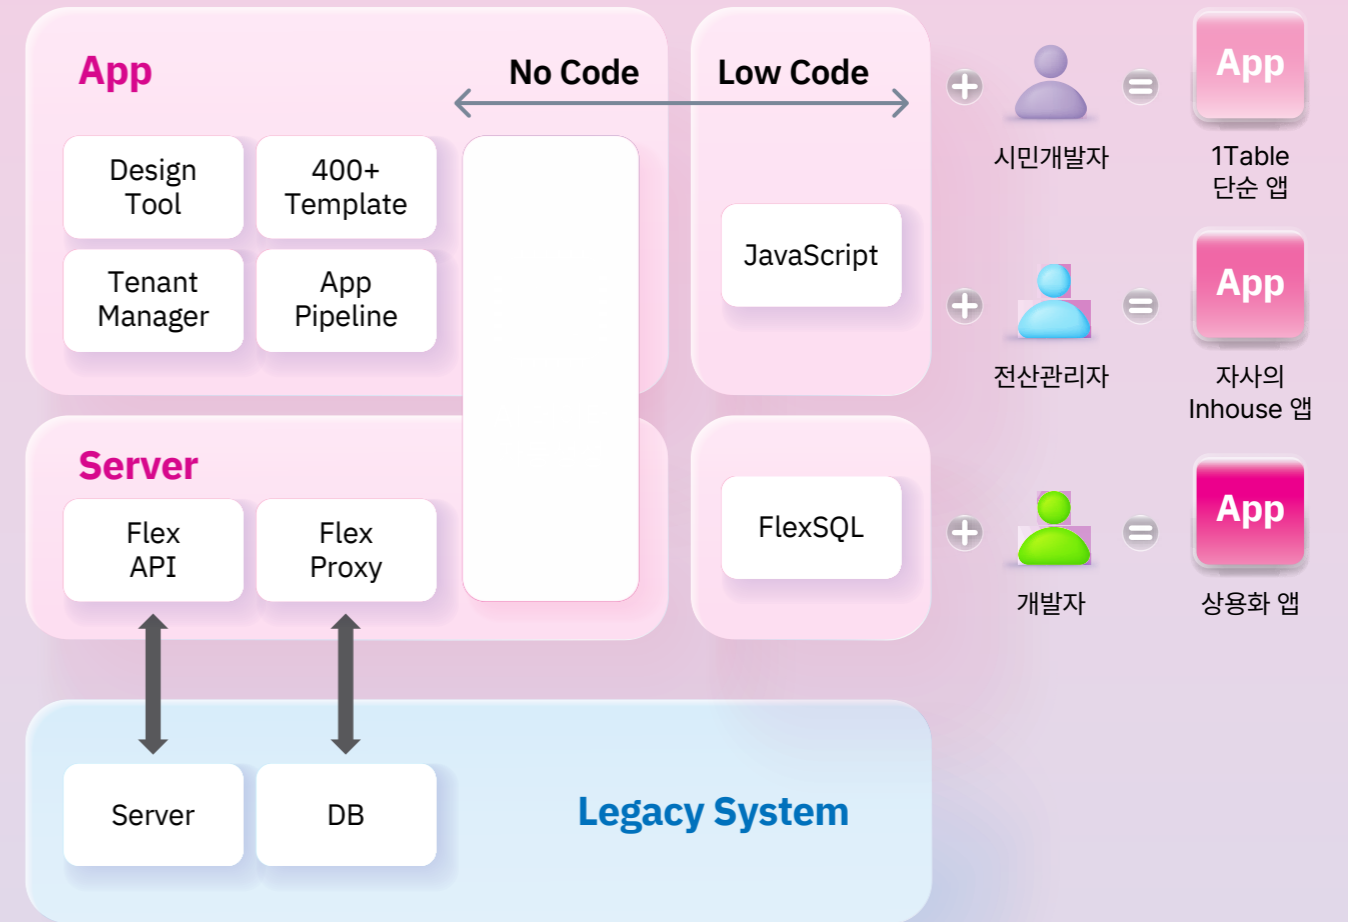 App
No Code
Low Code
Design
Tool
400+
Template
Tenant
Manager
App
Pipeline
JavaScript
Server
Flex
API
Flex
Proxy
FlexSQL
Server
DB
Legacy System
시민개발자
App
1Table
단순 앱
전산관리자
App
자사의
Inhouse 앱
개발자
App
상용화 앱